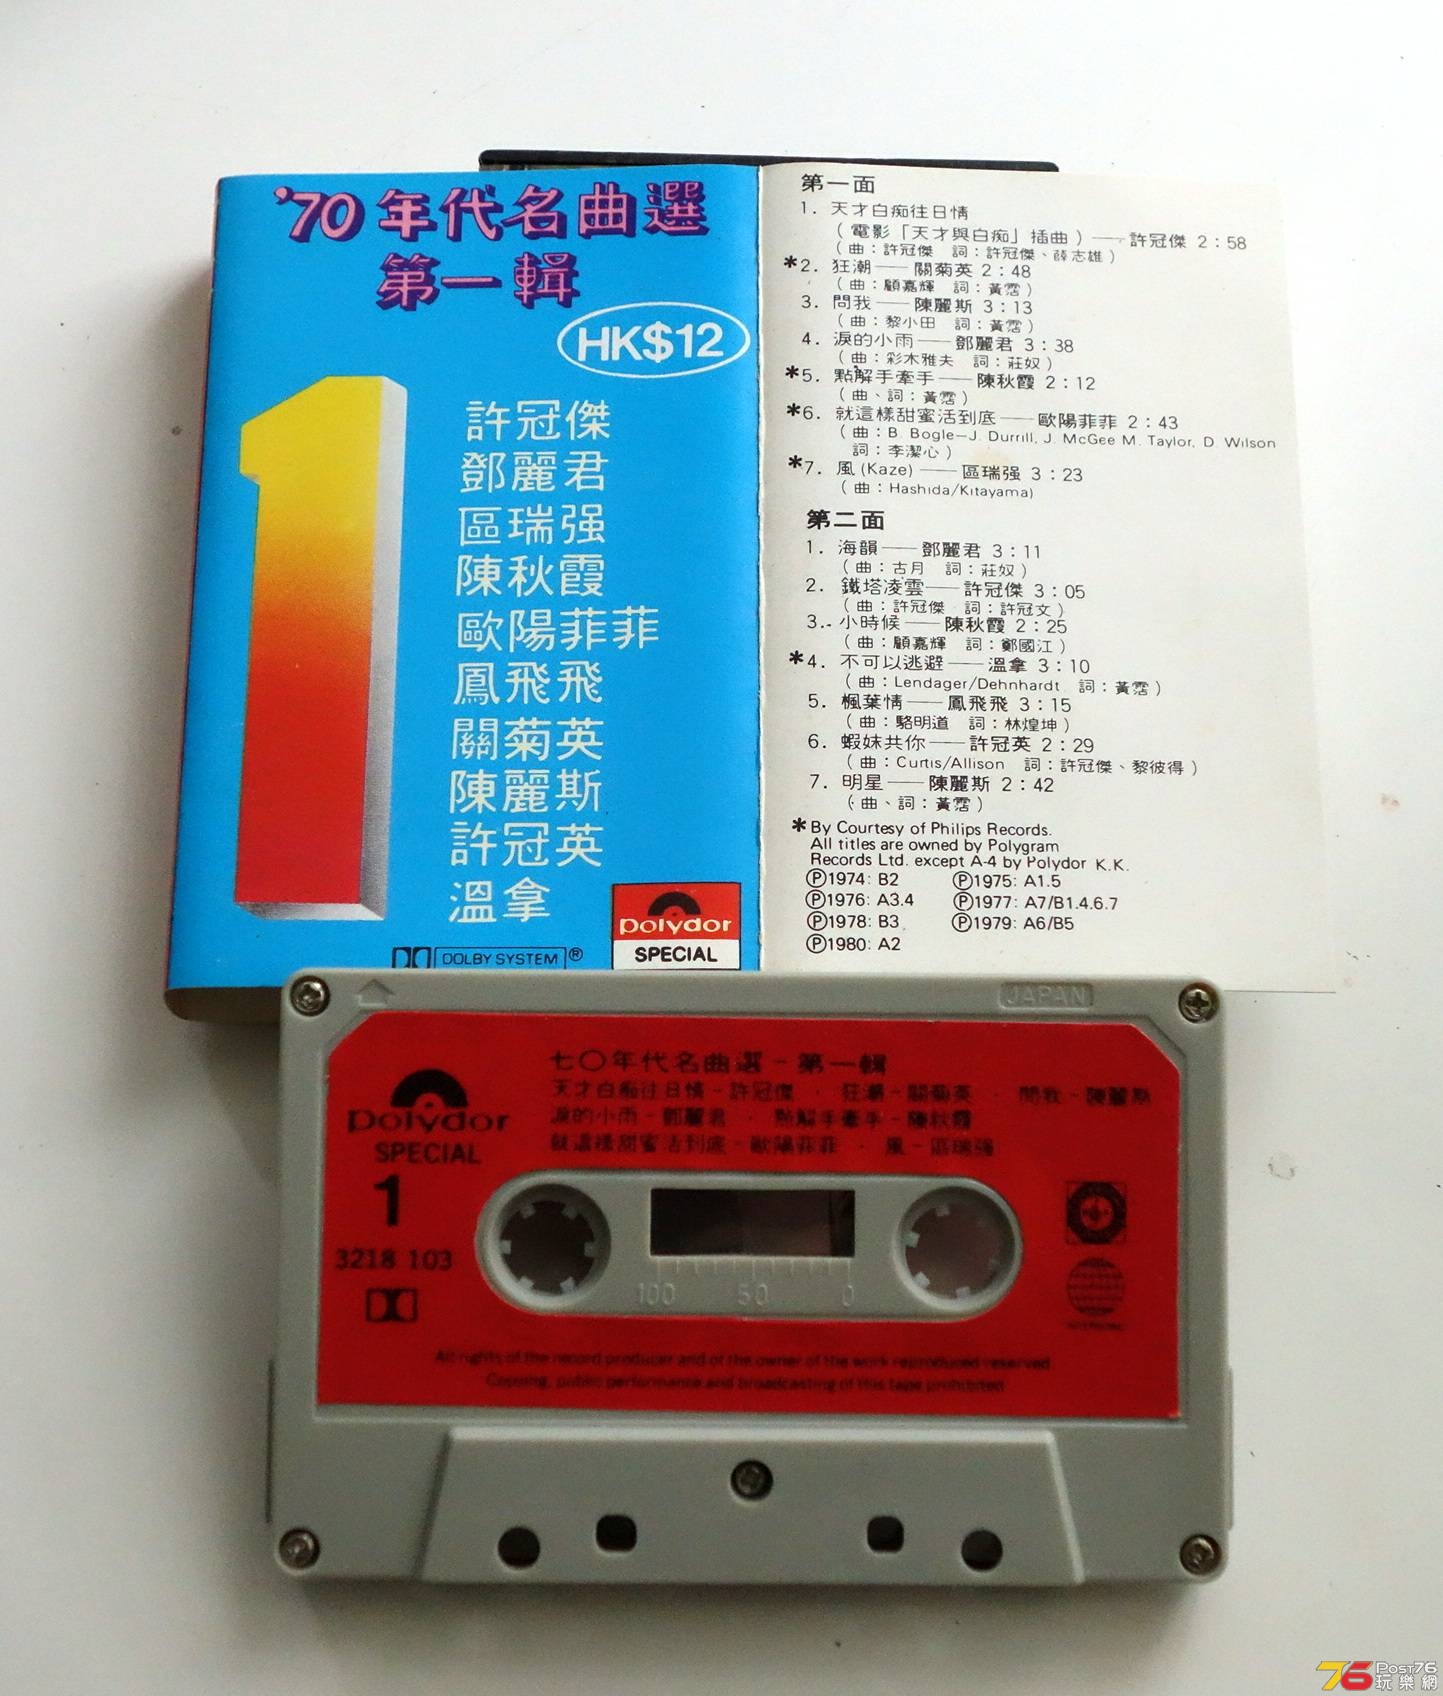 '70年代名曲選
第一輯
HK$12
許冠傑
鄧麗君
區瑞强
陳秋霞
歐陽菲菲
鳳飛飛
關菊英
陳麗斯
許冠英
溫拿
DOLBY SYSTEM®
polydor
SPECIAL
第一面
1. 天才白痴往日情
(電影「天才與白痴」插曲)——許冠傑 2:58
(曲:許冠傑 詞:許冠傑、薛志雄)
*2. 狂潮——關菊英 2:48
(曲:顧嘉輝 詞:黃霑)
3. 問我——陳麗斯 3:13
(曲:黎小田 詞:黃霑)
4. 淚的小雨——鄧麗君 3:38
(曲:彩木雅夫 詞:莊奴)
*5. 點解手牽手——陳秋霞 2:12
(曲、詞:黃霑)
*6. 就這樣甜蜜活到底——歐陽菲菲 2:43
(曲:B. Bogle–J. Durrill, J. McGee M. Taylor, D. Wilson
詞:李潔心)
*7. 風(Kaze)——區瑞强 3:23
(曲:Hashida/Kitayama)
第二面
1. 海韻——鄧麗君 3:11
(曲:古月 詞:莊奴)
2. 鐵塔凌雲——許冠傑 3:05
(曲:許冠傑 詞:許冠文)
3. 小時候——陳秋霞 2:25
(曲:顧嘉輝 詞:鄭國江)
*4. 不可以逃避——溫拿 3:10
(曲:Lendager/Dehnhardt 詞:黃霑)
5. 楓葉情——鳳飛飛 3:15
(曲:駱明道 詞:林煌坤)
6. 蝦妹共你——許冠英 2:29
(曲:Curtis/Allison 詞:許冠傑、黎彼得)
7. 明星——陳麗斯 2:42
(曲、詞:黃霑)
*By Courtesy of Philips Records.
All titles are owned by Polygram
Records Ltd. except A-4 by Polydor K.K.
Ⓟ1974: B2 Ⓟ1975: A1.5
Ⓟ1976: A3.4 Ⓟ1977: A7/B1.4.6.7
Ⓟ1978: B3 Ⓟ1979: A6/B5
Ⓟ1980: A2
JAPAN
polydor
SPECIAL
1
3218 103
七〇年代名曲選-第一輯
天才白痴往日情-許冠傑 · 狂潮-關菊英 · 問我-陳麗斯
淚的小雨-鄧麗君 · 點解手牽手-陳秋霞
就這樣甜蜜活到底-歐陽菲菲 · 風-區瑞强
100 50 0
All rights of the record producer and of the owner of the work reproduced reserved
Copying, public performance and broadcasting of this tape prohibited
76 Post76
玩樂網